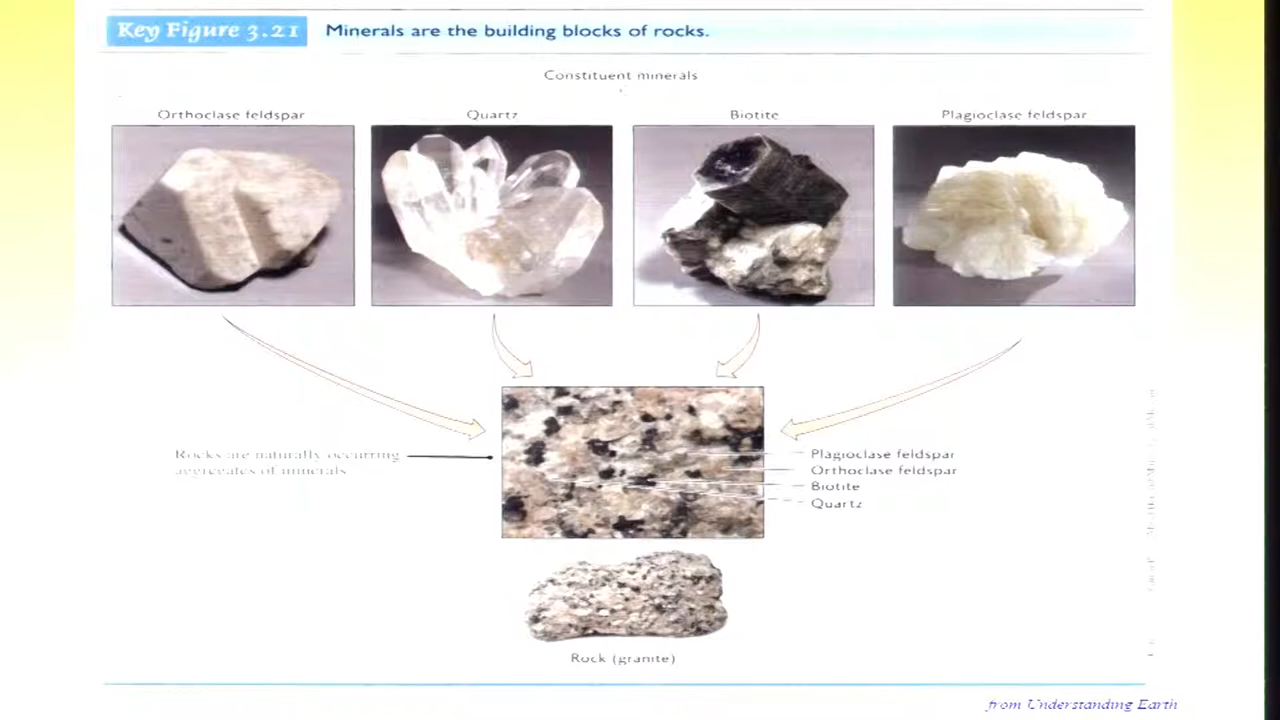 Key Figure 3.21 Minerals are the building blocks of rocks.
Constituent minerals
Orthoclase feldspar Quartz Biotite Plagioclase feldspar
Rocks are naturally occurring
aggregates of minerals
Plagioclase feldspar
Orthoclase feldspar
Biotite
Quartz
Rock (granite)
from Understanding Earth